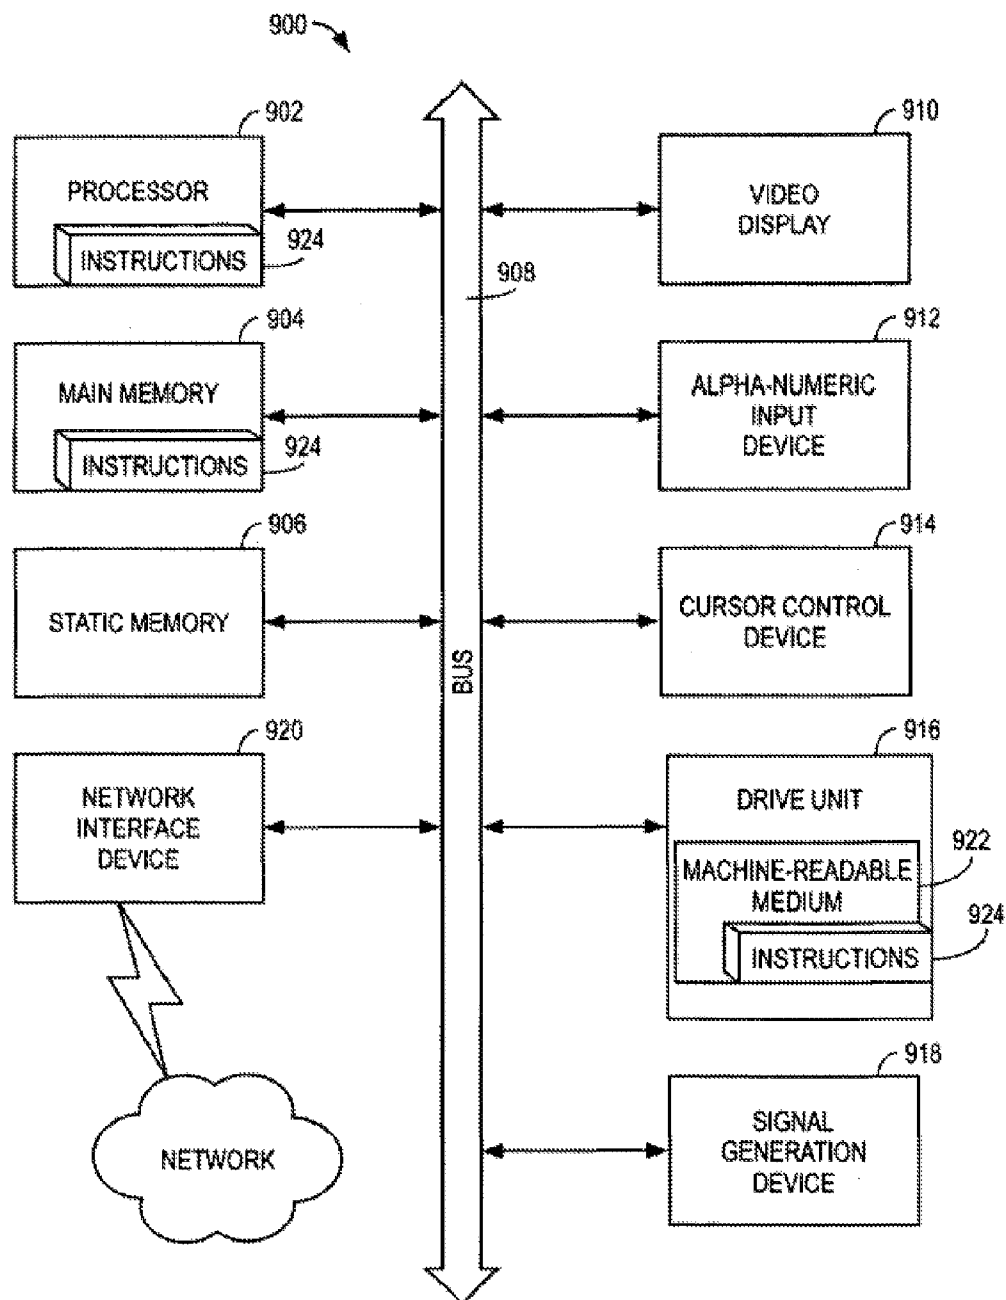 900
902
PROCESSOR
924
INSTRUCTIONS
904
MAIN MEMORY
924
INSTRUCTIONS
906
STATIC MEMORY
920
NETWORK
INTERFACE
DEVICE
NETWORK
908
BUS
910
VIDEO
DISPLAY
912
ALPHA-NUMERIC
INPUT
DEVICE
914
CURSOR CONTROL
DEVICE
916
DRIVE UNIT
922
MACHINE-READABLE
MEDIUM
924
INSTRUCTIONS
918
SIGNAL
GENERATION
DEVICE